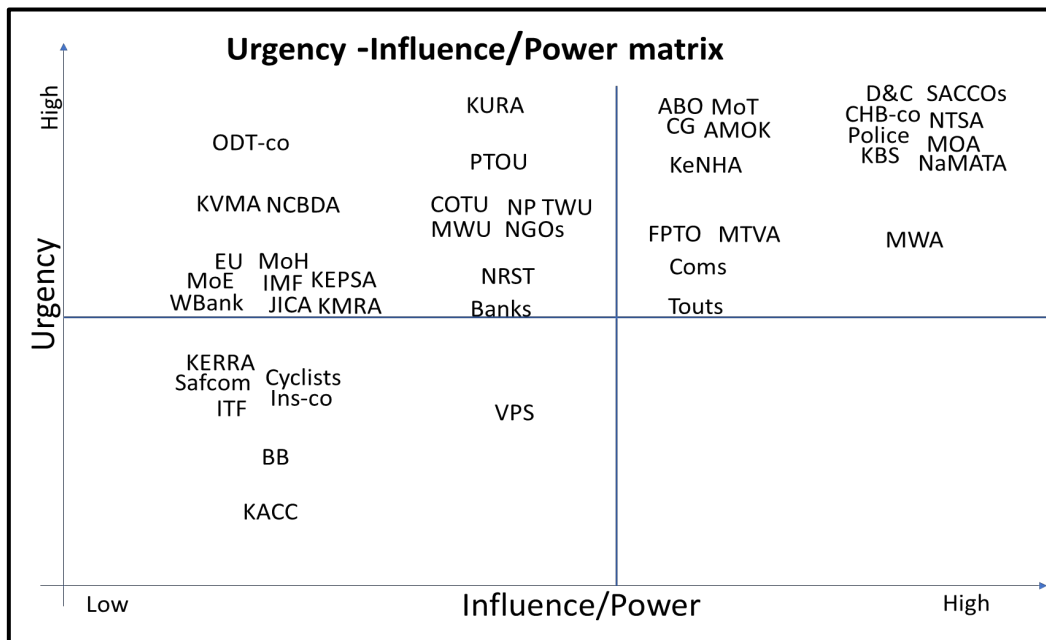 Urgency -Influence/Power matrix
High
Urgency
KURA
ODT-co
PTOU
KVMA NCBDA
COTU NP TWU
MWU NGOs
EU MoH
MoE IMF KEPSA
WBank JICA KMRA
NRST
Banks
ABO MoT
CG AMOK
KeNHA
D&C SACCOs
CHB-co NTSA
Police MOA
KBS NaMATA
FPTO MTVA
MWA
Coms
Touts
KERRA
Safcom Cyclists
ITF Ins-co
VPS
BB
KACC
Low
Influence/Power
High